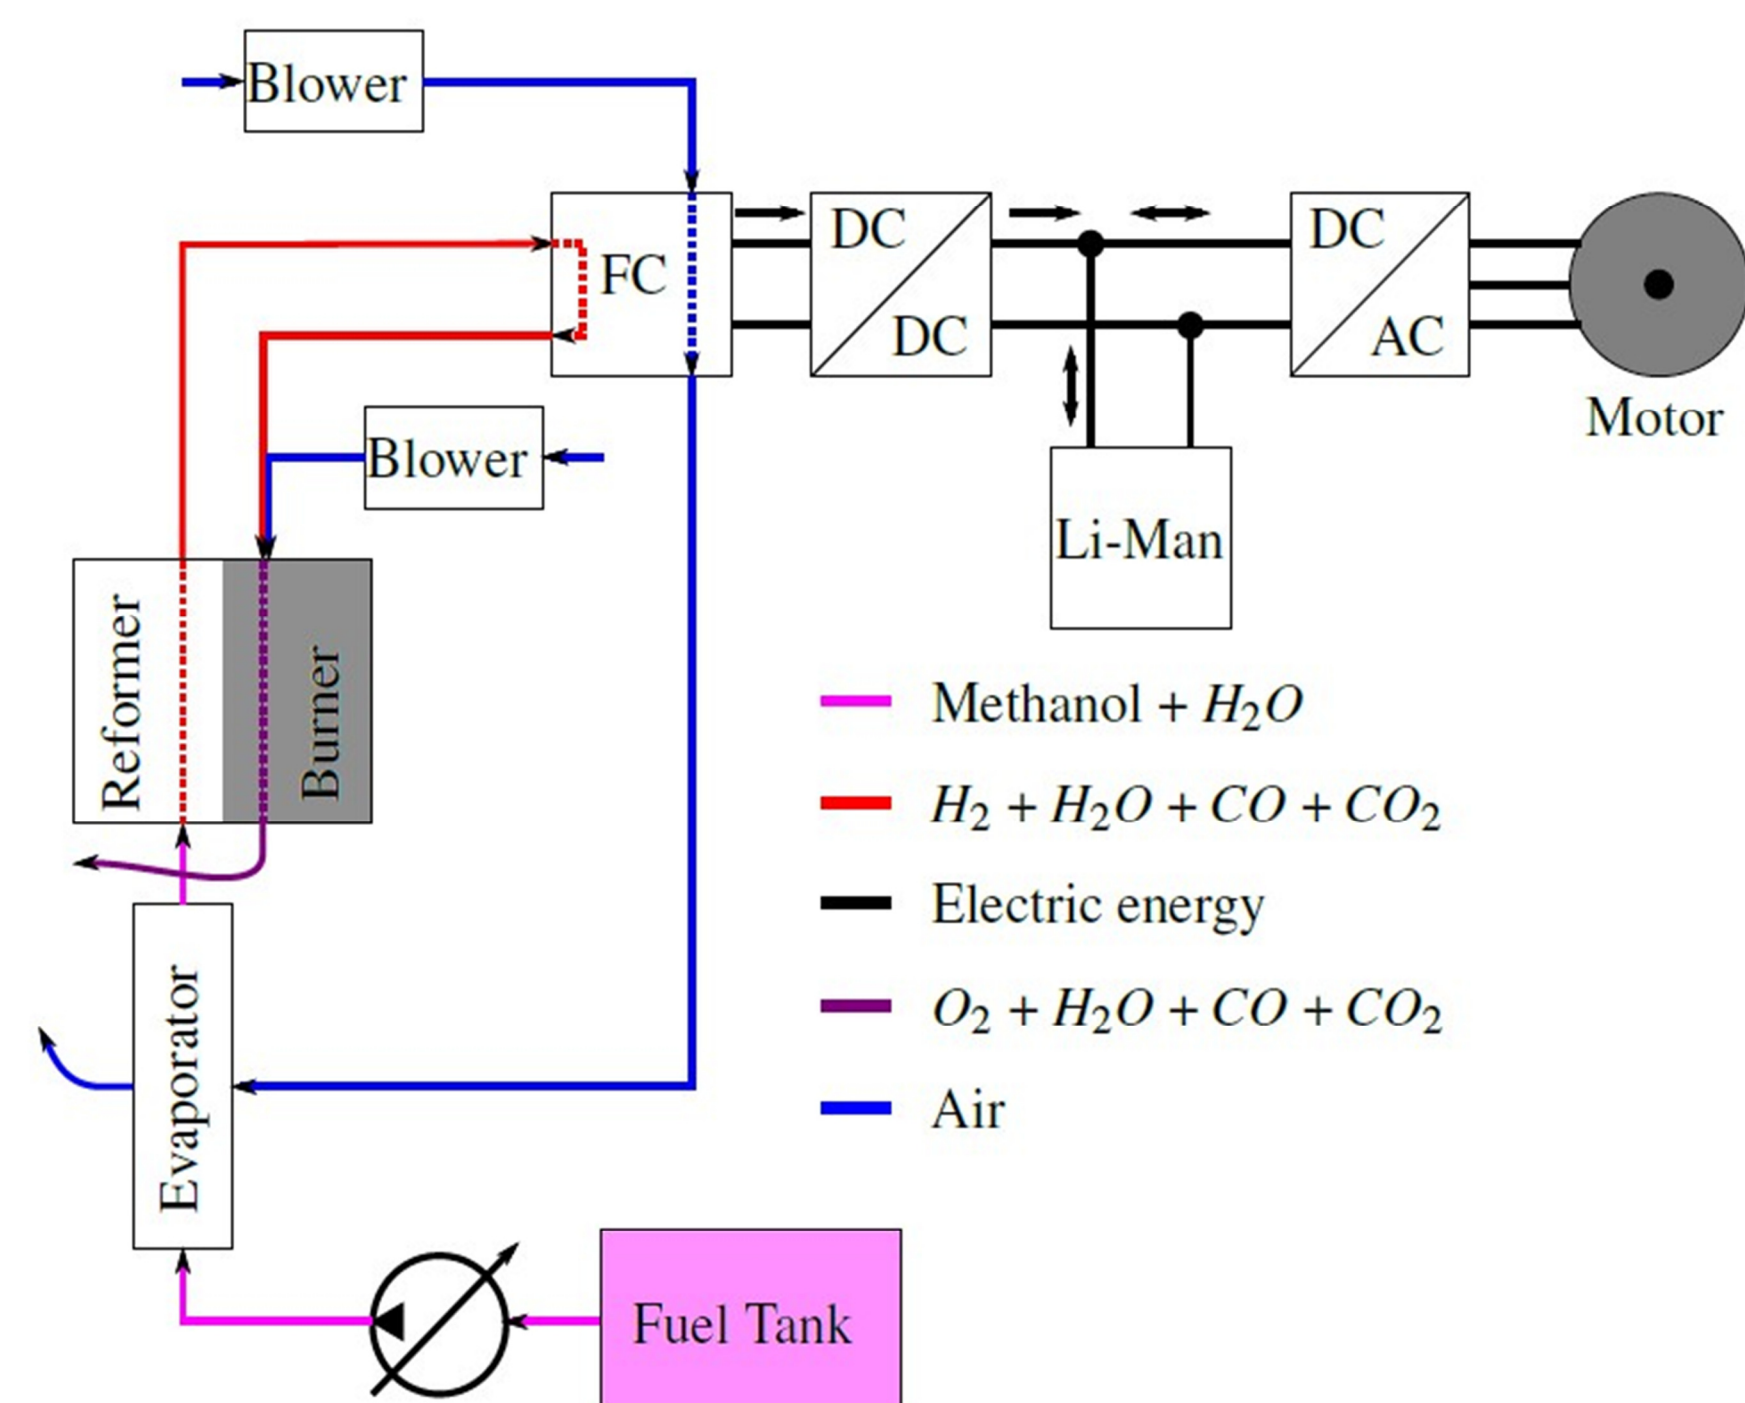 Blower
FC
DC
DC
DC
AC
Motor
Blower
Li-Man
Reformer
Burner
Methanol + H₂O
H₂ + H₂O + CO + CO₂
Electric energy
O₂ + H₂O + CO + CO₂
Air
Evaporator
Fuel Tank